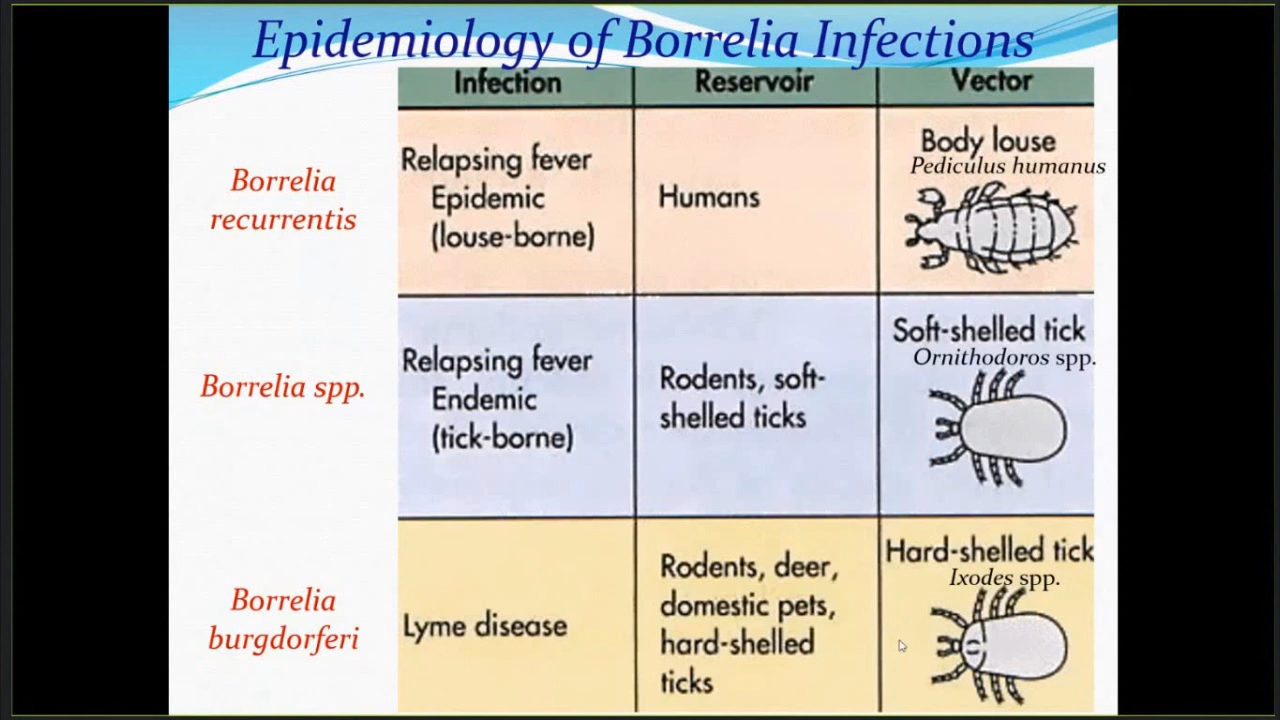 Epidemiology of Borrelia Infections
Infection Reservoir Vector
Borrelia
recurrentis
Relapsing fever
Epidemic
(louse-borne)
Humans
Body louse
Pediculus humanus
Borrelia spp.
Relapsing fever
Endemic
(tick-borne)
Rodents, soft-
shelled ticks
Soft-shelled tick
Ornithodoros spp.
Borrelia
burgdorferi
Lyme disease
Rodents, deer,
domestic pets,
hard-shelled
ticks
Hard-shelled tick
Ixodes spp.